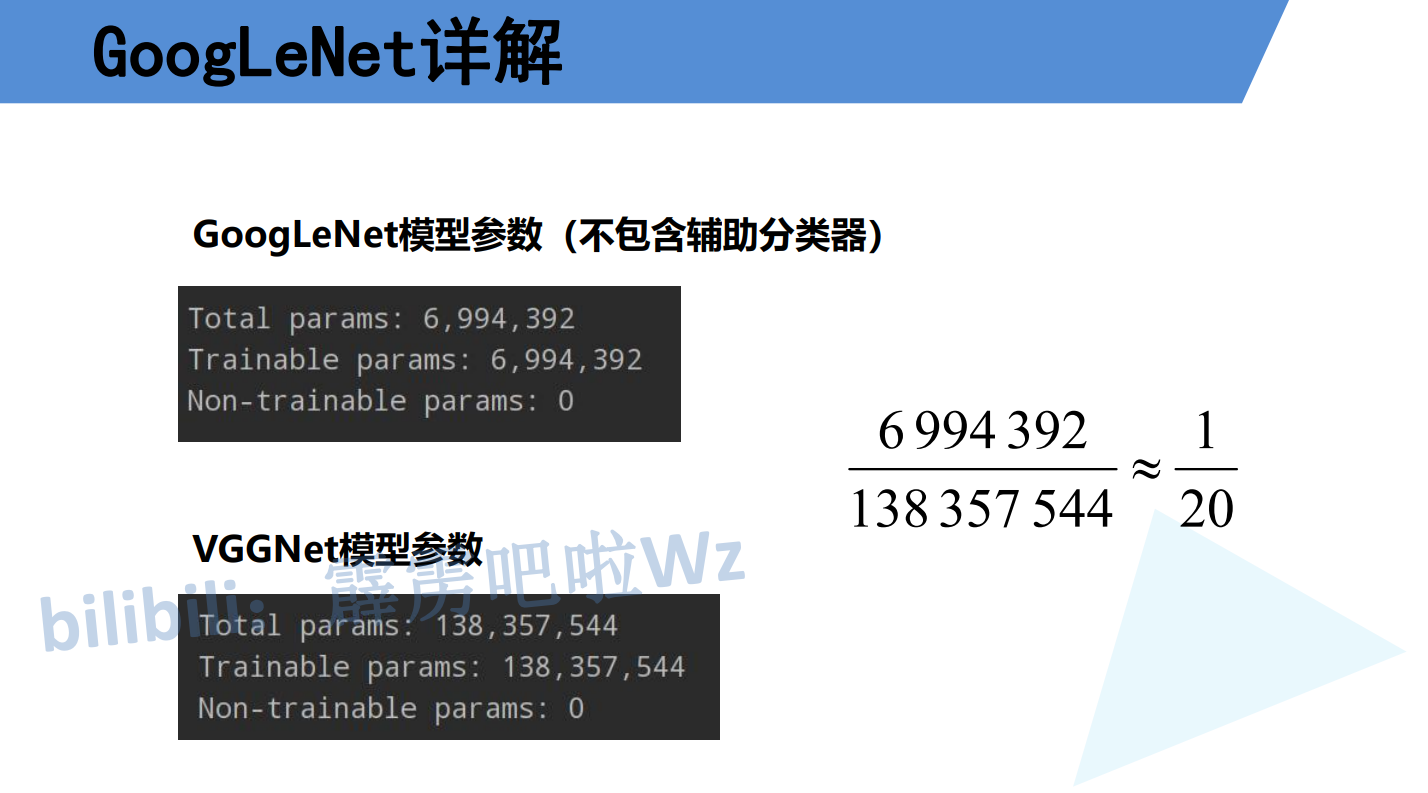 GoogLeNet详解
GoogLeNet模型参数（不包含辅助分类器）
Total params: 6,994,392
Trainable params: 6,994,392
Non-trainable params: 0
6 994 392
138 357 544
≈
1
20
VGGNet模型参数
bilibili：霹雳吧啦Wz
Total params: 138,357,544
Trainable params: 138,357,544
Non-trainable params: 0